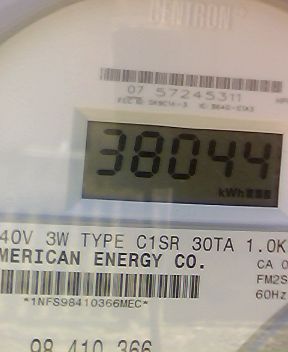 CENTRON
07 57245311
38044
kWh
40V 3W TYPE C1SR 30TA 1.0K
MERICAN ENERGY CO.
CA 0
FM2S
60Hz
*1NFS98410366MEC*
98 410 366